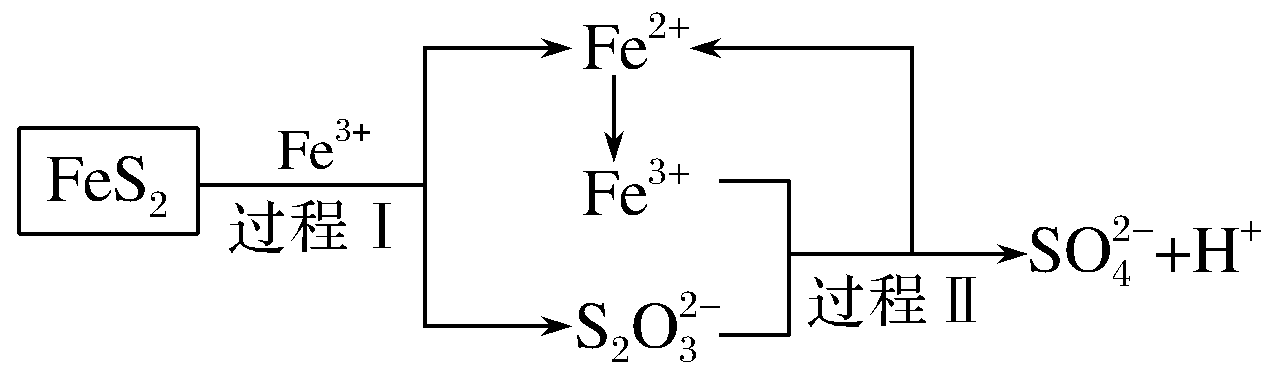 Fe²⁺
FeS₂
Fe³⁺
过程 Ⅰ
Fe³⁺
S₂O₃²⁻
过程 Ⅱ
SO₄²⁻+H⁺